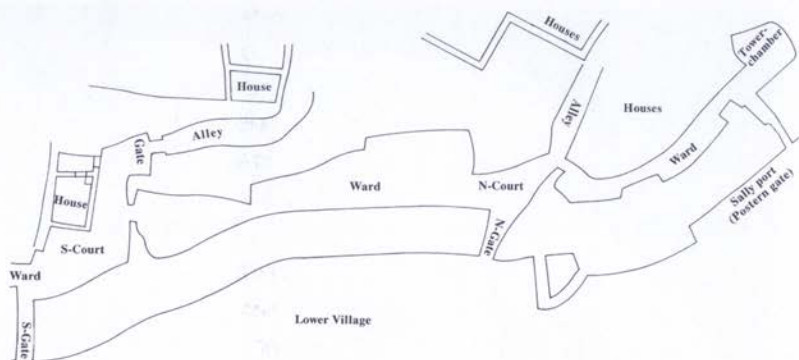 Houses
Tower-
chamber
House
Alley
Alley
Houses
Gate
Ward
House
Ward
N-Court
Sally port
(Postern gate)
S-Court
N-Gate
Ward
Lower Village
S-Gate